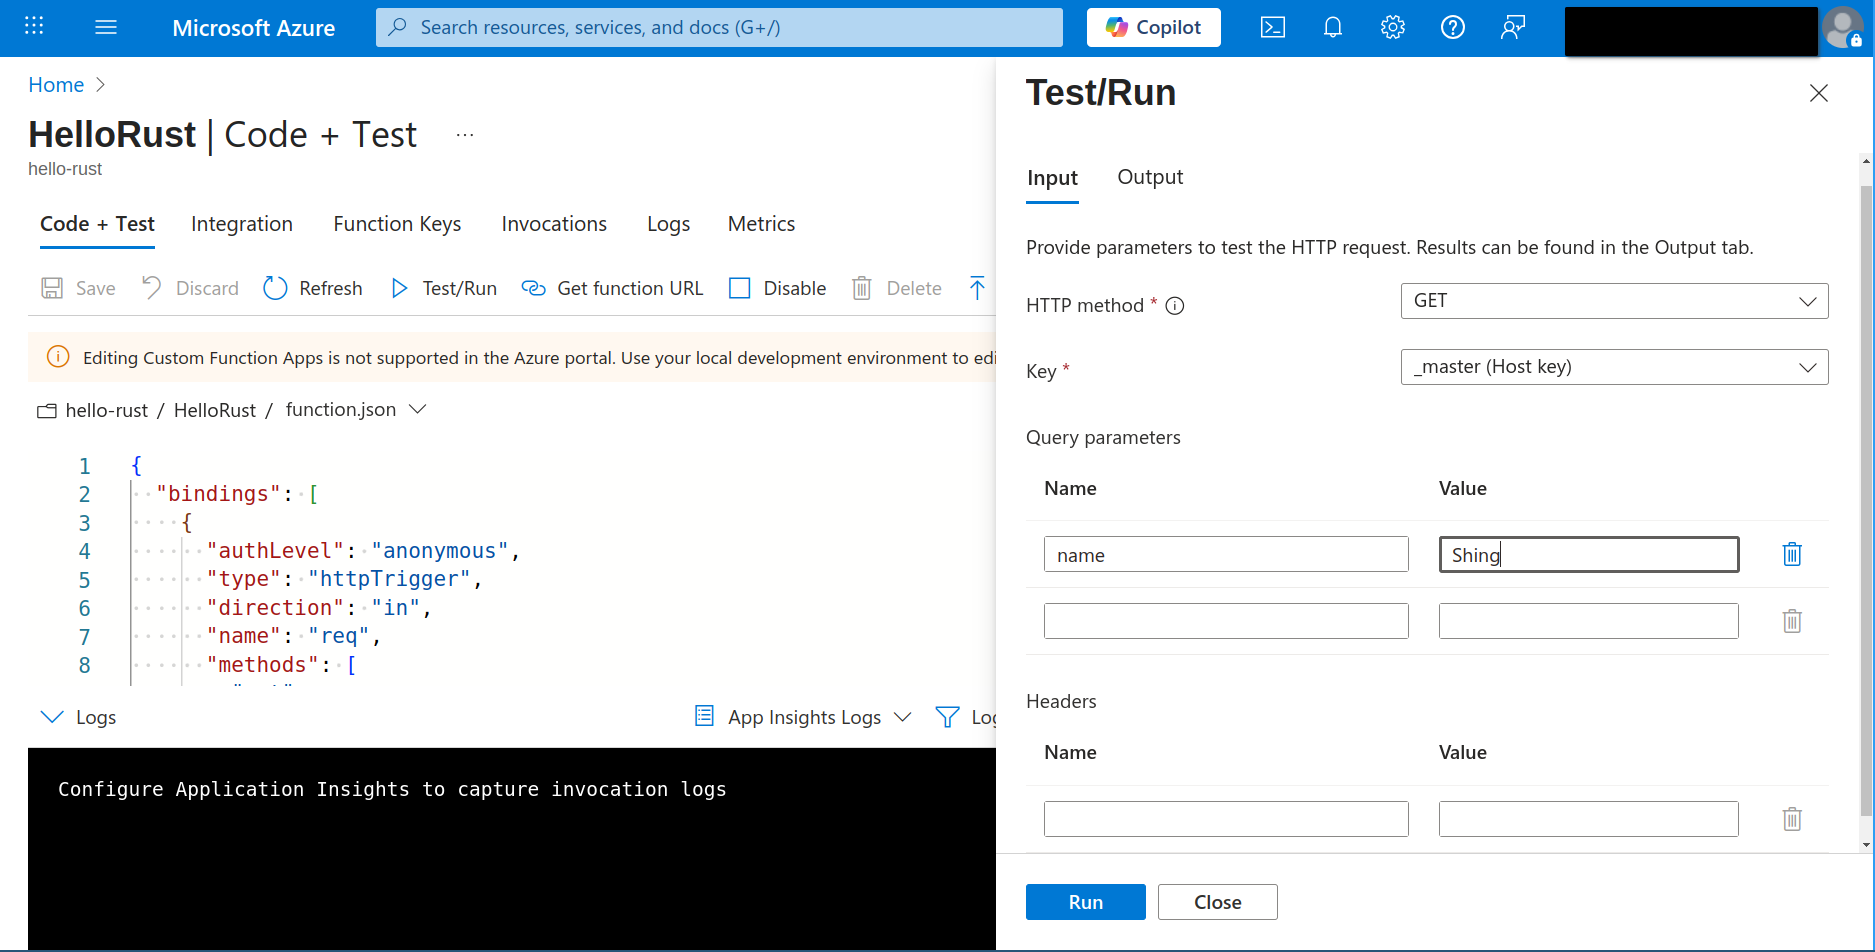 Microsoft Azure
Search resources, services, and docs (G+/)
Copilot
Home
HelloRust | Code + Test
hello-rust
Code + Test Integration Function Keys Invocations Logs Metrics
Save Discard Refresh Test/Run Get function URL Disable Delete
Editing Custom Function Apps is not supported in the Azure portal. Use your local development environment to edi
hello-rust / HelloRust / function.json
1 {
2 "bindings": [
3 {
4 "authLevel": "anonymous",
5 "type": "httpTrigger",
6 "direction": "in",
7 "name": "req",
8 "methods": [
Logs
App Insights Logs
Log
Configure Application Insights to capture invocation logs
Test/Run
Input Output
Provide parameters to test the HTTP request. Results can be found in the Output tab.
HTTP method * GET
Key * _master (Host key)
Query parameters
Name Value
name Shing
Headers
Name Value
Run Close